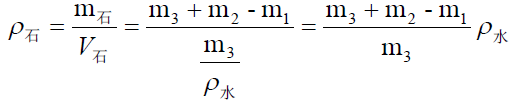 ρ石 = m石/V石 = (m₃ + m₂ - m₁)/(m₃/ρ水) = (m₃ + m₂ - m₁)/m₃ ρ水